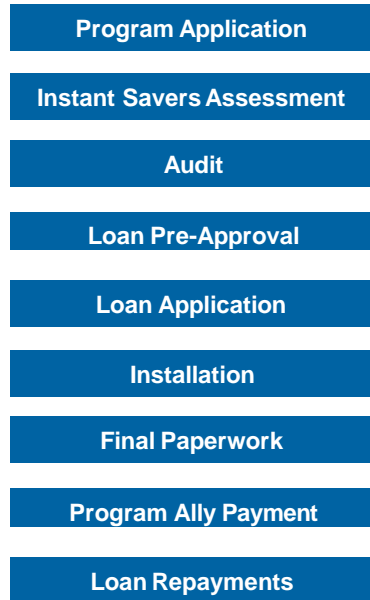 Program Application
Instant Savers Assessment
Audit
Loan Pre-Approval
Loan Application
Installation
Final Paperwork
Program Ally Payment
Loan Repayments